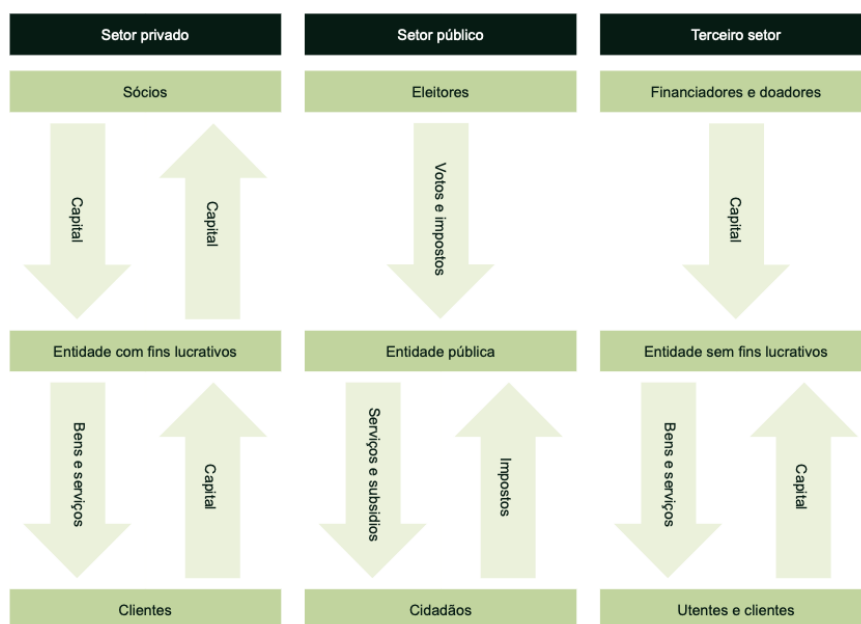 Setor privado
Setor público
Terceiro setor
Sócios
Eleitores
Financiadores e doadores
Capital
Capital
Votos e impostos
Capital
Entidade com fins lucrativos
Entidade pública
Entidade sem fins lucrativos
Bens e serviços
Capital
Serviços e subsidios
Impostos
Bens e serviços
Capital
Clientes
Cidadãos
Utentes e clientes